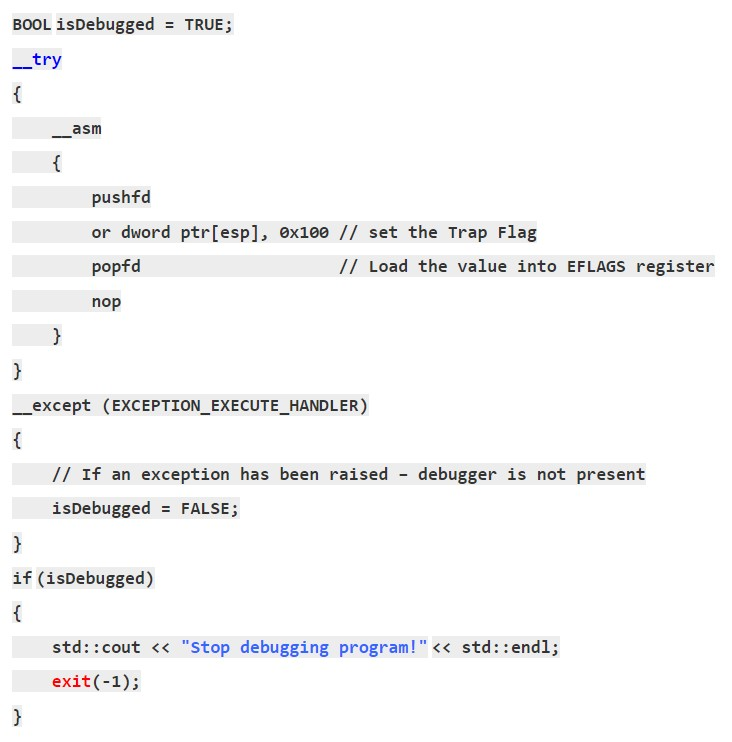 BOOL isDebugged = TRUE;
__try
{
    __asm
    {
        pushfd
        or dword ptr[esp], 0x100 // set the Trap Flag
        popfd                    // Load the value into EFLAGS register
        nop
    }
}
__except (EXCEPTION_EXECUTE_HANDLER)
{
    // If an exception has been raised – debugger is not present
    isDebugged = FALSE;
}
if (isDebugged)
{
    std::cout << "Stop debugging program!" << std::endl;
    exit(-1);
}